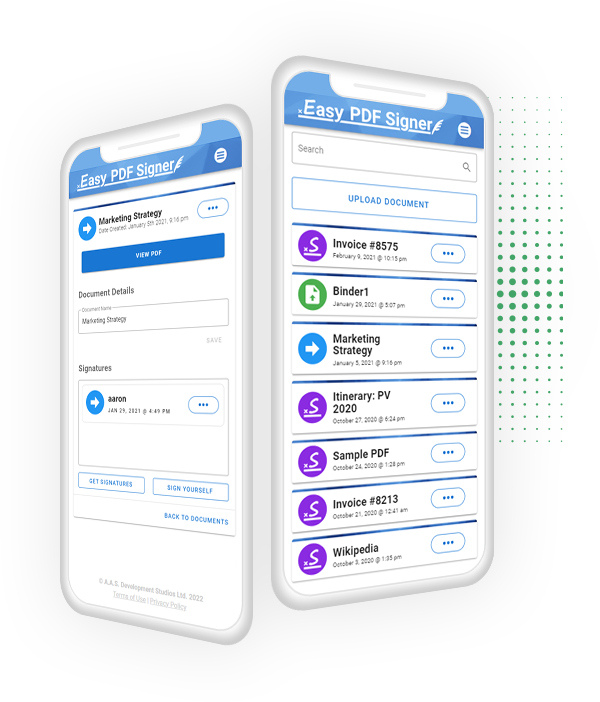 Easy PDF Signer
Marketing Strategy
Date Created: January 5th 2021, 9:16 pm
VIEW PDF
Document Details
Document Name
Marketing Strategy
SAVE
Signatures
aaron
JAN 29, 2021 @ 4:49 PM
GET SIGNATURES
SIGN YOURSELF
BACK TO DOCUMENTS
© A.A.S. Development Studios Ltd. 2022
Terms of Use | Privacy Policy
Easy PDF Signer
Search
UPLOAD DOCUMENT
Invoice #8575
February 9, 2021 @ 10:15 pm
Binder1
January 29, 2021 @ 5:07 pm
Marketing
Strategy
January 5, 2021 @ 9:16 pm
Itinerary: PV
2020
October 27, 2020 @ 6:24 pm
Sample PDF
October 24, 2020 @ 1:28 pm
Invoice #8213
October 21, 2020 @ 12:41 am
Wikipedia
October 3, 2020 @ 1:35 pm